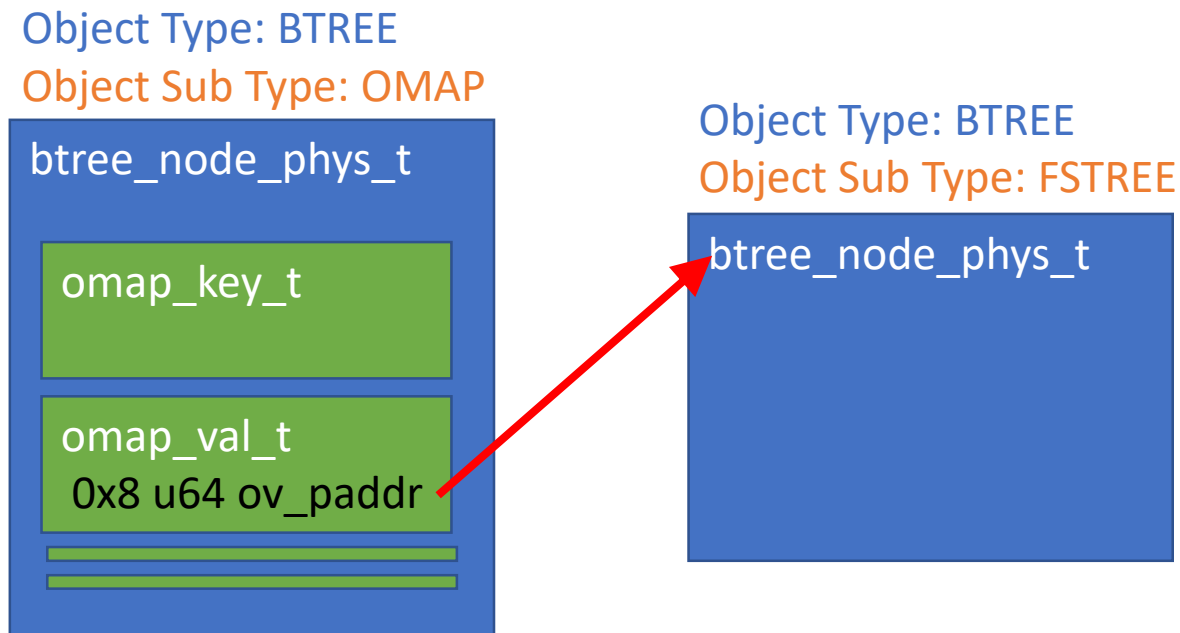 Object Type: BTREE
Object Sub Type: OMAP
btree_node_phys_t
omap_key_t
omap_val_t
0x8 u64 ov_paddr
Object Type: BTREE
Object Sub Type: FSTREE
btree_node_phys_t